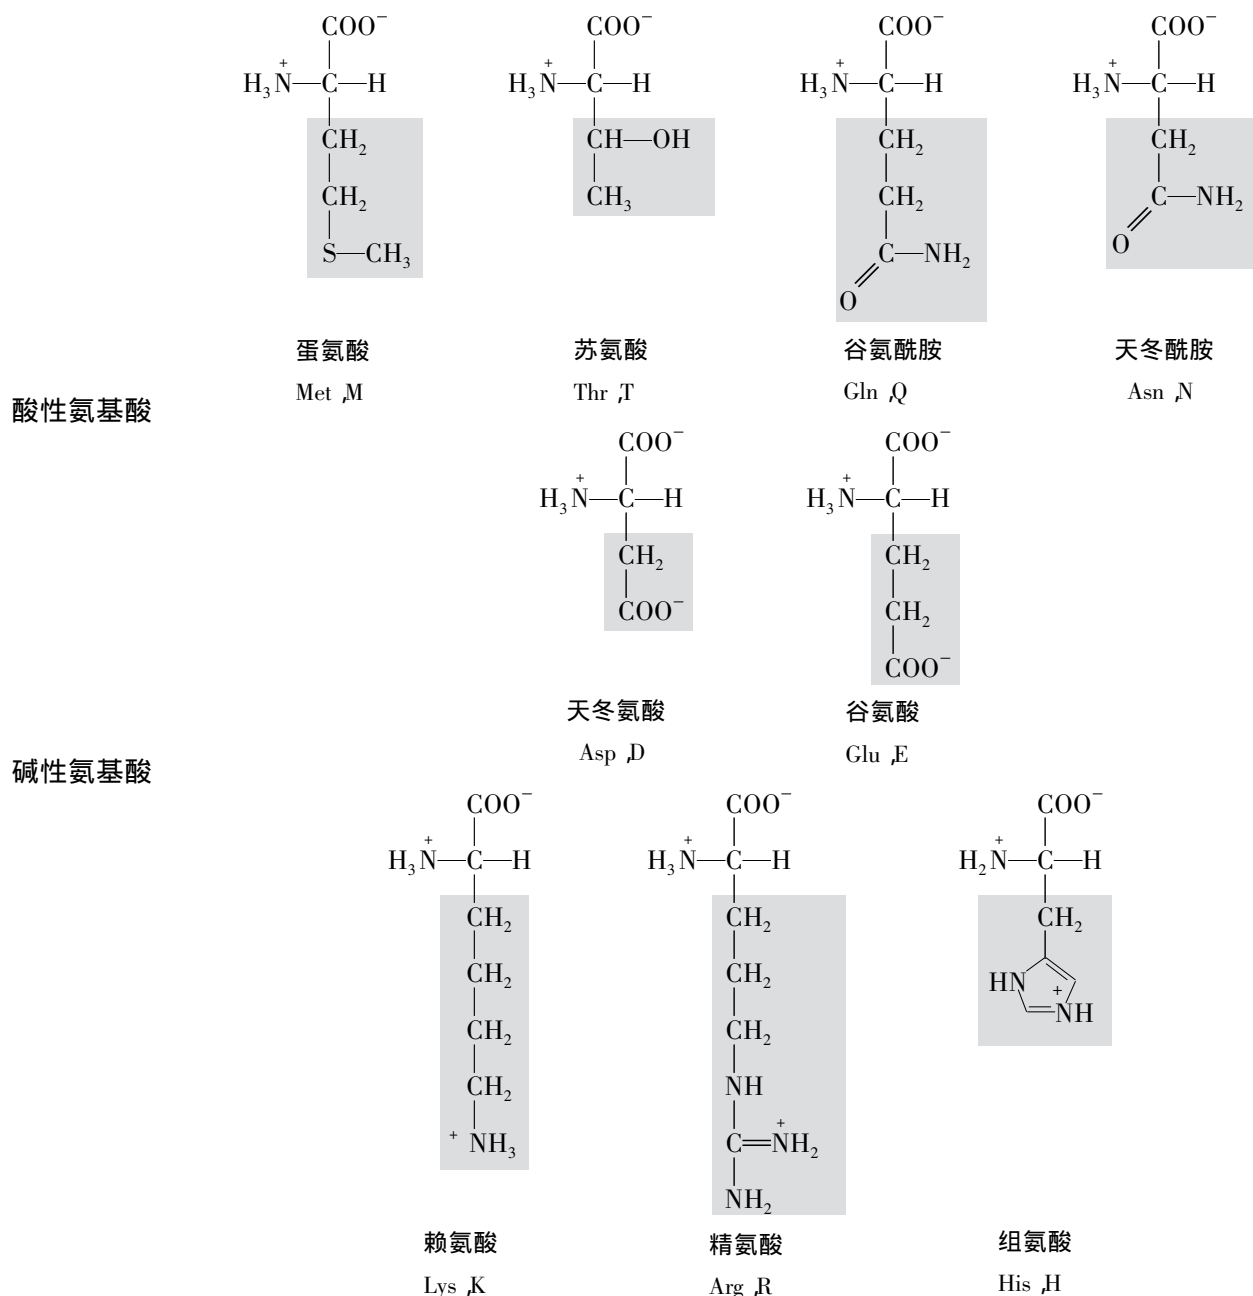 COO⁻ COO⁻ COO⁻ COO⁻
H₃N⁺—C—H H₃N⁺—C—H H₃N⁺—C—H H₃N⁺—C—H
CH₂ CH—OH CH₂ CH₂
CH₂ CH₃ CH₂ C—NH₂
S—CH₃ C—NH₂ O
O
蛋氨酸 苏氨酸 谷氨酰胺 天冬酰胺
Met ,M Thr ,T Gln ,Q Asn ,N
酸性氨基酸
COO⁻ COO⁻
H₃N⁺—C—H H₃N⁺—C—H
CH₂ CH₂
COO⁻ CH₂
COO⁻
天冬氨酸 谷氨酸
Asp ,D Glu ,E
碱性氨基酸
COO⁻ COO⁻ COO⁻
H₃N⁺—C—H H₃N⁺—C—H H₂N⁺—C—H
CH₂ CH₂ CH₂
CH₂ CH₂ HN
CH₂ CH₂ ⁺NH
CH₂ NH
⁺NH₃ C=NH₂⁺
NH₂
赖氨酸 精氨酸 组氨酸
Lys ,K Arg ,R His ,H